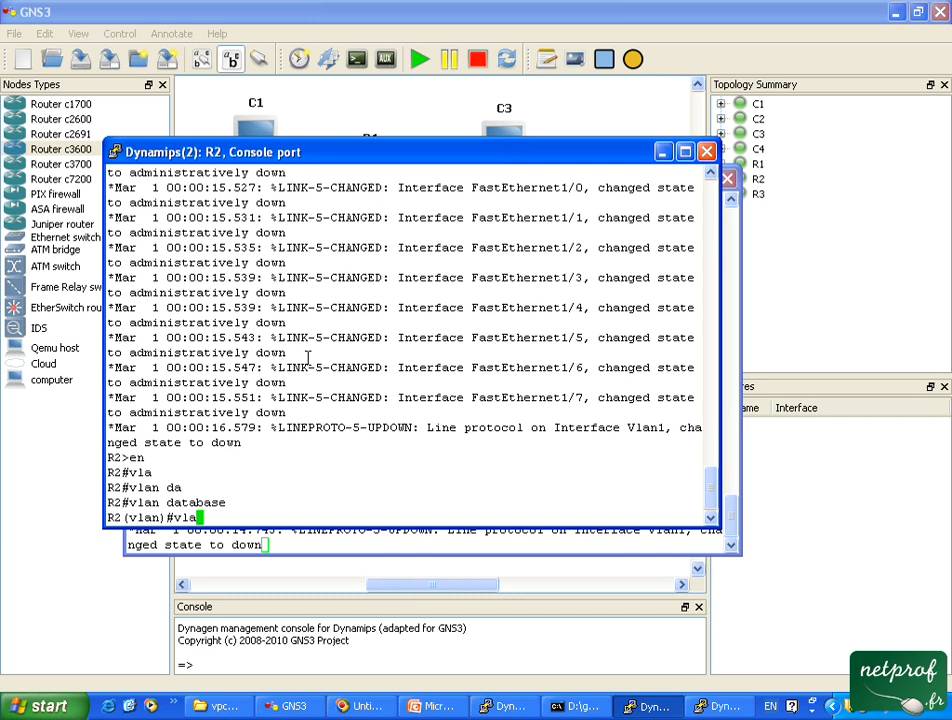 GNS3
File Edit View Control Annotate Help
Nodes Types
Router c1700
Router c2600
Router c2691
Router c3600
Router c3700
Router c7200
PIX firewall
ASA firewall
Juniper router
Ethernet switch
ATM bridge
ATM switch
Frame Relay sw
EtherSwitch rou
IDS
Qemu host
Cloud
computer
C1
C3
Topology Summary
C1
C2
C3
C4
R1
R2
R3
Dynamips(2): R2, Console port
to administratively down
*Mar  1 00:00:15.527: %LINK-5-CHANGED: Interface FastEthernet1/0, changed state
to administratively down
*Mar  1 00:00:15.531: %LINK-5-CHANGED: Interface FastEthernet1/1, changed state
to administratively down
*Mar  1 00:00:15.535: %LINK-5-CHANGED: Interface FastEthernet1/2, changed state
to administratively down
*Mar  1 00:00:15.539: %LINK-5-CHANGED: Interface FastEthernet1/3, changed state
to administratively down
*Mar  1 00:00:15.539: %LINK-5-CHANGED: Interface FastEthernet1/4, changed state
to administratively down
*Mar  1 00:00:15.543: %LINK-5-CHANGED: Interface FastEthernet1/5, changed state
to administratively down
*Mar  1 00:00:15.547: %LINK-5-CHANGED: Interface FastEthernet1/6, changed state
to administratively down
*Mar  1 00:00:15.551: %LINK-5-CHANGED: Interface FastEthernet1/7, changed state
to administratively down
*Mar  1 00:00:16.579: %LINEPROTO-5-UPDOWN: Line protocol on Interface Vlan1, cha
nged state to down
R2>en
R2#vla
R2#vlan da
R2#vlan database
R2(vlan)#vla
nged state to down
res
ame Interface
Console
Dynagen management console for Dynamips (adapted for GNS3)
Copyright (c) 2008-2010 GNS3 Project
=>
netprof
.fr
start
vpc...
GNS3
Unti...
Micr...
Dyn...
D:\g...
Dyn...
Dyn...
EN